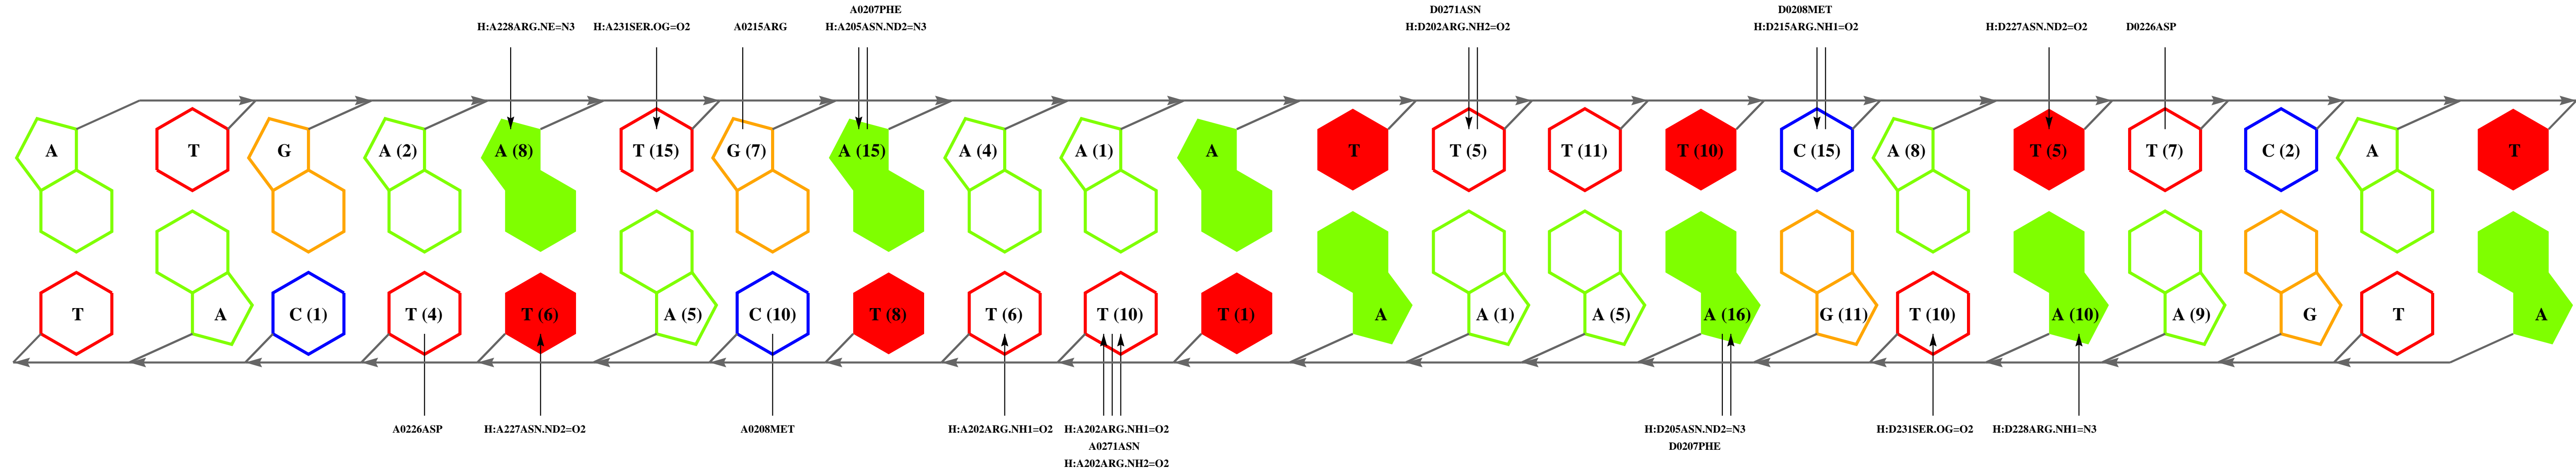 A0207PHE D0271ASN D0208MET
H:A228ARG.NE=N3 H:A231SER.OG=O2 A0215ARG H:A205ASN.ND2=N3 H:D202ARG.NH2=O2 H:D215ARG.NH1=O2 H:D227ASN.ND2=O2 D0226ASP
A T G A (2) A (8) T (15) G (7) A (15) A (4) A (1) A T T (5) T (11) T (10) C (15) A (8) T (5) T (7) C (2) A T
T A C (1) T (4) T (6) A (5) C (10) T (8) T (6) T (10) T (1) A A (1) A (5) A (16) G (11) T (10) A (10) A (9) G T A
A0226ASP H:A227ASN.ND2=O2 A0208MET H:A202ARG.NH1=O2 H:A202ARG.NH1=O2 H:D205ASN.ND2=N3 H:D231SER.OG=O2 H:D228ARG.NH1=N3
A0271ASN D0207PHE
H:A202ARG.NH2=O2